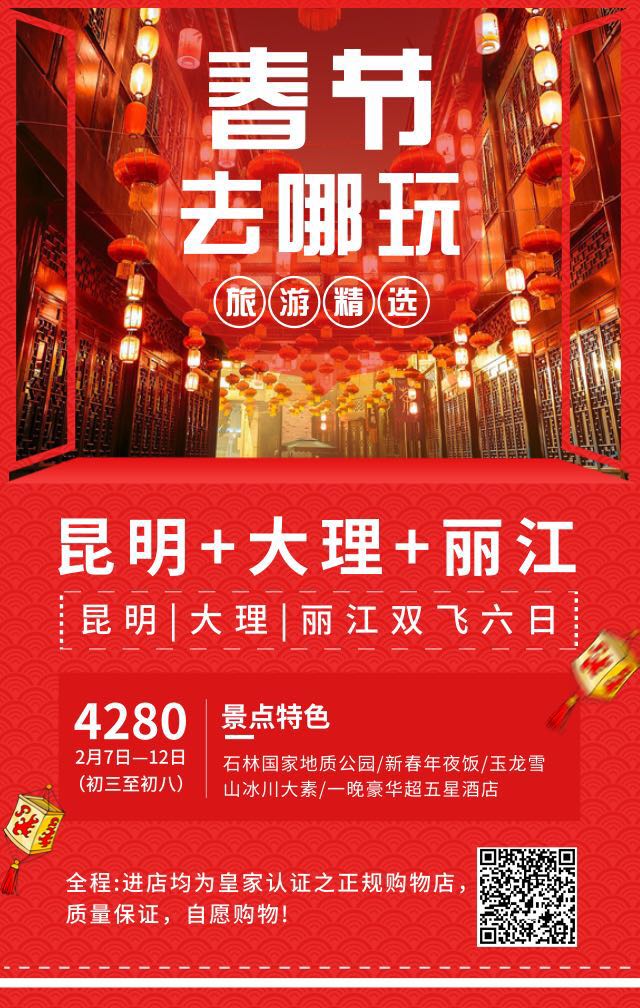 春节
去哪玩
旅游精选
昆明+大理+丽江
昆明|大理|丽江双飞六日
4280
2月7日—12日
（初三至初八）
景点特色
石林国家地质公园/新春年夜饭/玉龙雪
山冰川大素/一晚豪华超五星酒店
全程:进店均为皇家认证之正规购物店，
质量保证，自愿购物!